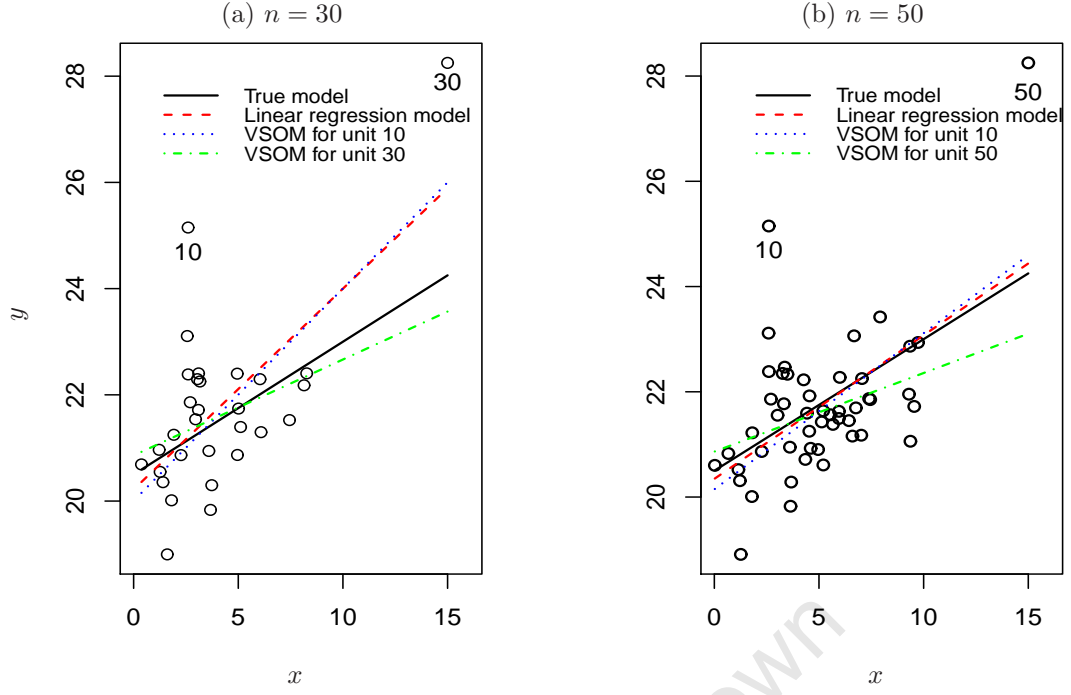 (a) n = 30
28
26
24
22
20
y
0 5 10 15
x
True model
Linear regression model
VSOM for unit 10
VSOM for unit 30
30
10
(b) n = 50
28
26
24
22
20
0 5 10 15
x
True model
Linear regression model
VSOM for unit 10
VSOM for unit 50
50
10
own